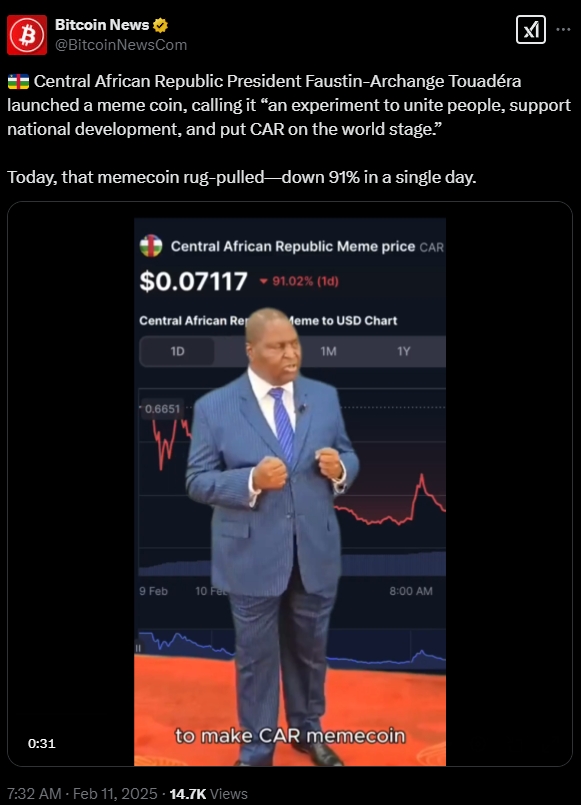 Bitcoin News
@BitcoinNewsCom
Central African Republic President Faustin-Archange Touadéra
launched a meme coin, calling it “an experiment to unite people, support
national development, and put CAR on the world stage.”
Today, that memecoin rug-pulled—down 91% in a single day.
Central African Republic Meme price CAR
$0.07117 91.02% (1d)
Central African Rep Meme to USD Chart
1D 1M 1Y
0.6651
9 Feb 10 Feb 8:00 AM
to make CAR memecoin
0:31
7:32 AM · Feb 11, 2025 · 14.7K Views